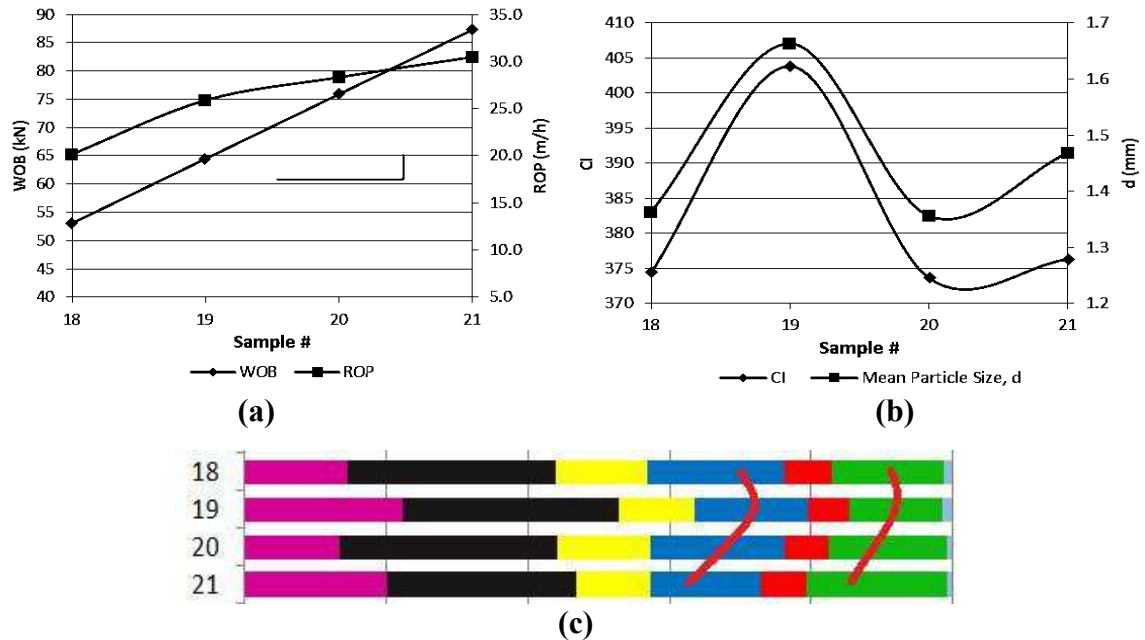 90
85
80
75
70
65
60
55
50
45
40
WOB (kN)
35.0
30.0
25.0
20.0
15.0
10.0
5.0
ROP (m/h)
18 19 20 21
Sample #
WOB ROP
(a)
410
405
400
395
390
385
380
375
370
CI
1.7
1.6
1.5
1.4
1.3
1.2
d (mm)
18 19 20 21
Sample #
CI Mean Particle Size, d
(b)
18
19
20
21
(c)